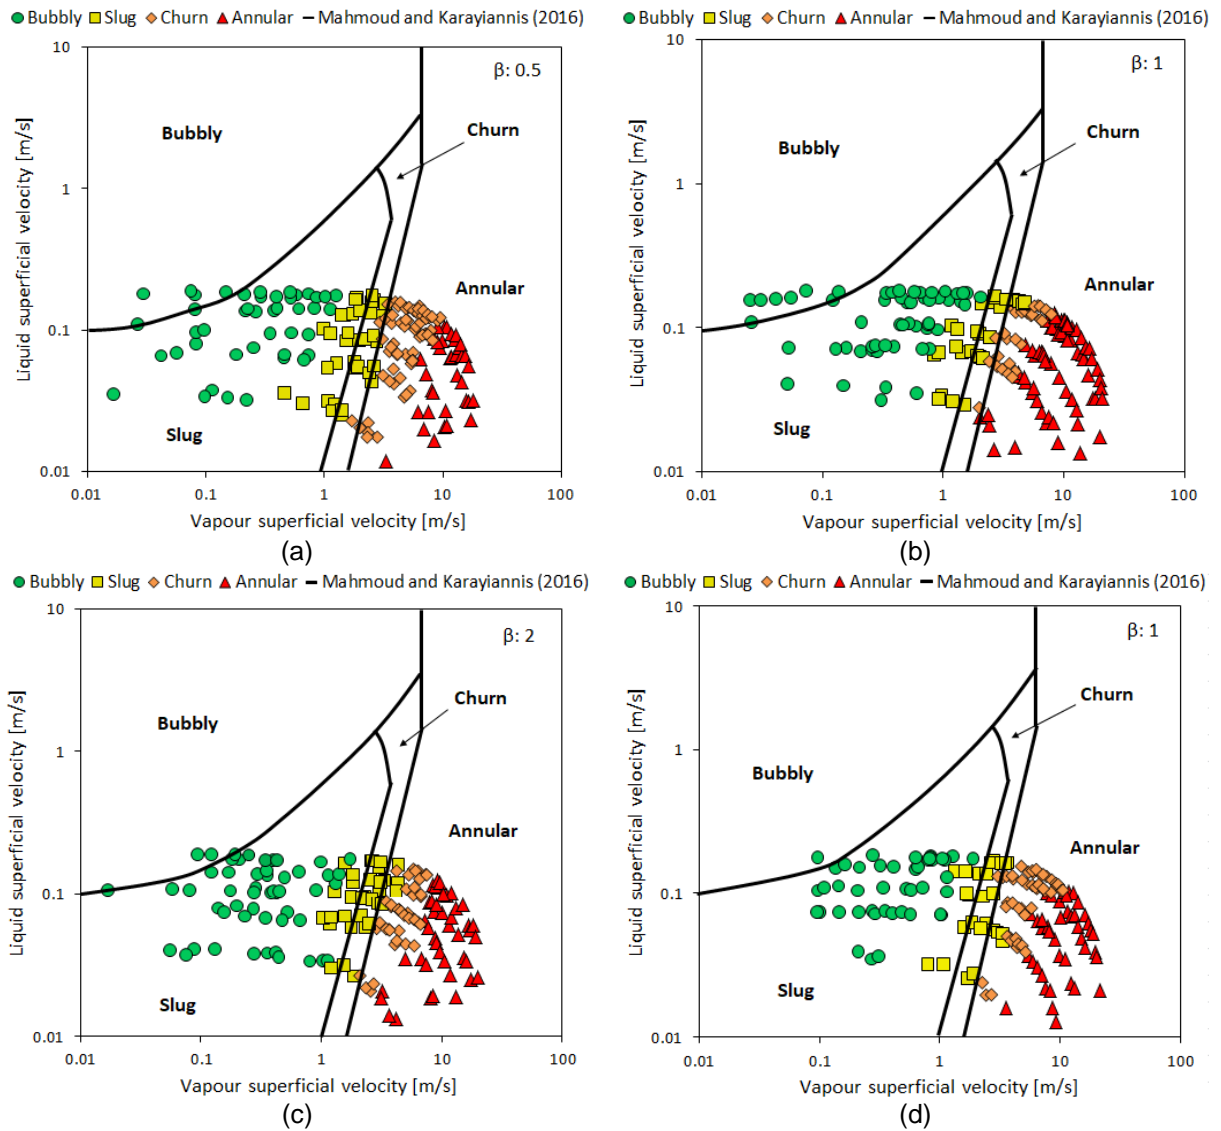 Bubbly Slug Churn Annular Mahmoud and Karayiannis (2016)
10
1
0.1
0.01
Liquid superficial velocity [m/s]
β: 0.5
Bubbly
Churn
Annular
Slug
0.01 0.1 1 10 100
Vapour superficial velocity [m/s]
(a)
Bubbly Slug Churn Annular Mahmoud and Karayiannis (2016)
10
1
0.1
0.01
Liquid superficial velocity [m/s]
β: 1
Bubbly
Churn
Annular
Slug
0.01 0.1 1 10 100
Vapour superficial velocity [m/s]
(b)
Bubbly Slug Churn Annular Mahmoud and Karayiannis (2016)
10
1
0.1
0.01
Liquid superficial velocity [m/s]
β: 2
Bubbly
Churn
Annular
Slug
0.01 0.1 1 10 100
Vapour superficial velocity [m/s]
(c)
Bubbly Slug Churn Annular Mahmoud and Karayiannis (2016)
10
1
0.1
0.01
Liquid superficial velocity [m/s]
β: 1
Churn
Bubbly
Annular
Slug
0.01 0.1 1 10 100
Vapour superficial velocity [m/s]
(d)